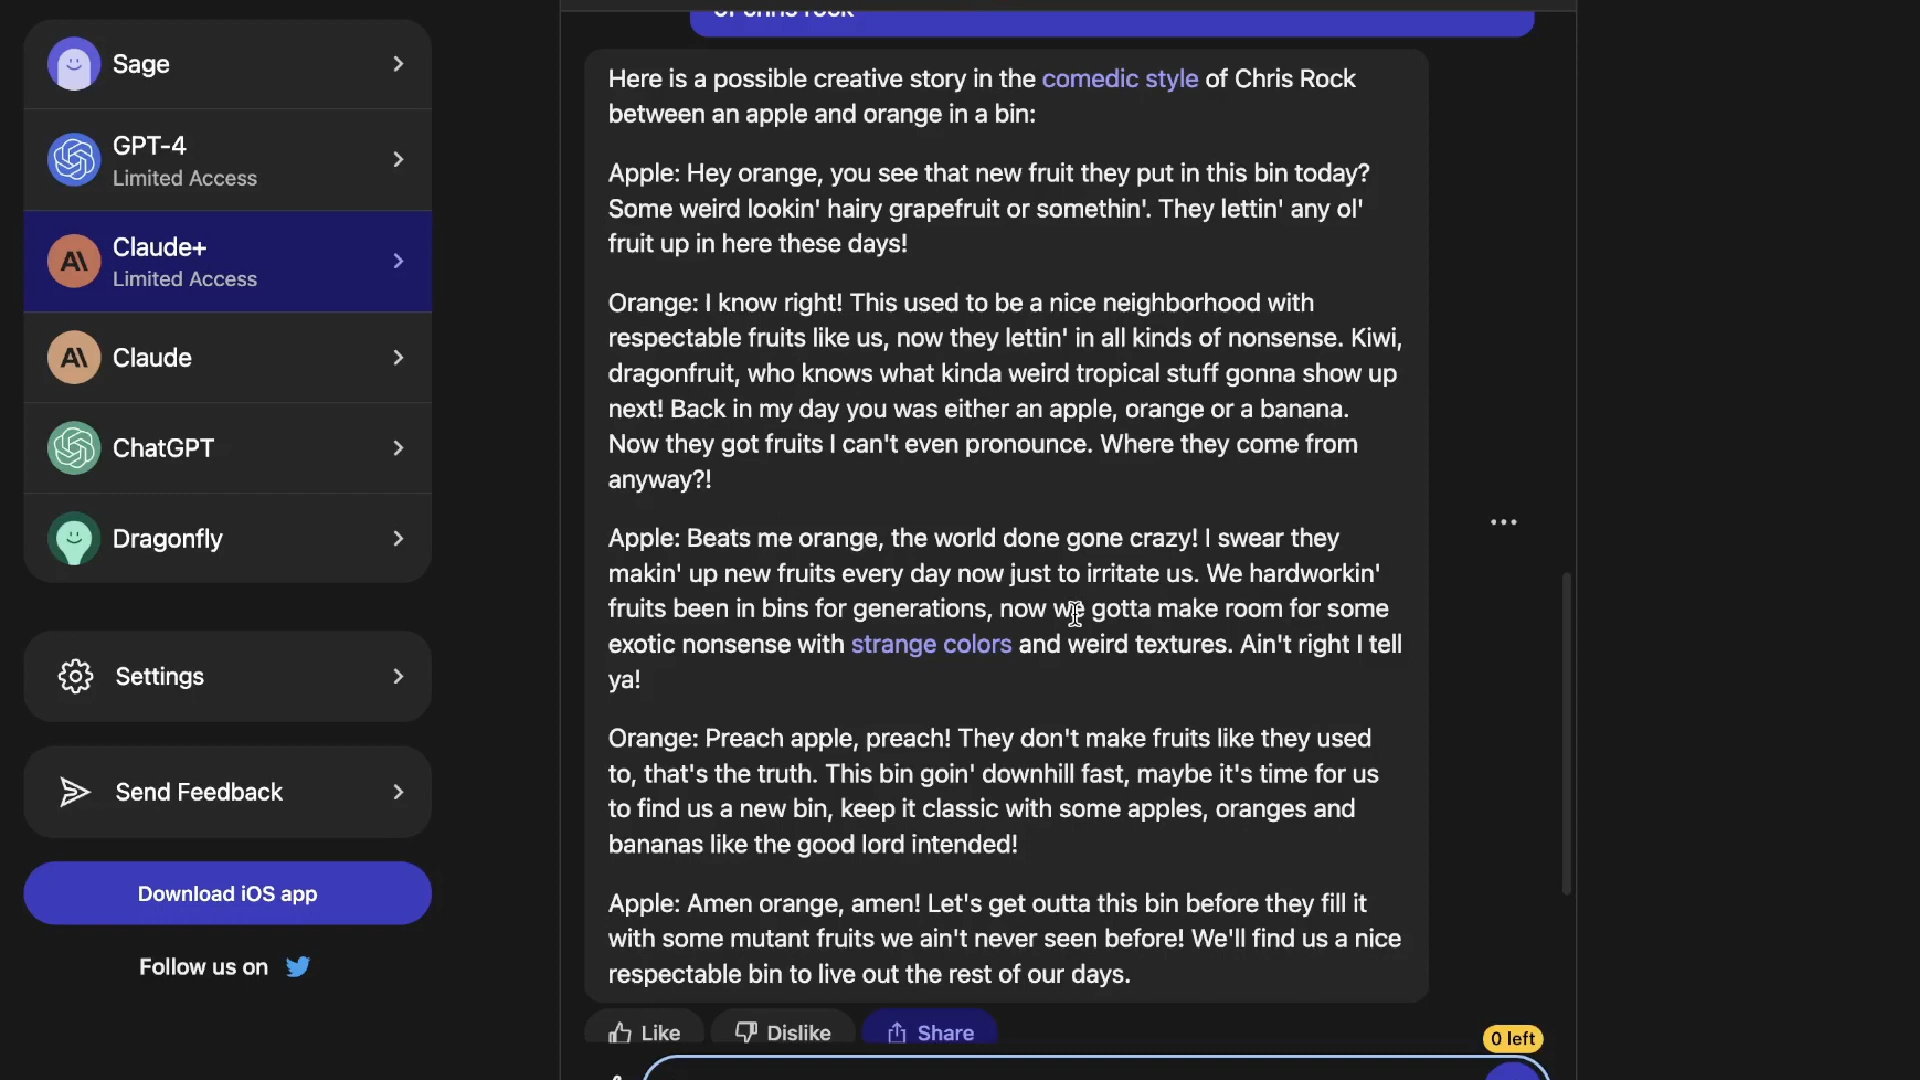 Sage
GPT-4
Limited Access
Claude+
Limited Access
Claude
ChatGPT
Dragonfly
Settings
Send Feedback
Download iOS app
Follow us on
of chris rock
Here is a possible creative story in the comedic style of Chris Rock
between an apple and orange in a bin:
Apple: Hey orange, you see that new fruit they put in this bin today?
Some weird lookin' hairy grapefruit or somethin'. They lettin' any ol'
fruit up in here these days!
Orange: I know right! This used to be a nice neighborhood with
respectable fruits like us, now they lettin' in all kinds of nonsense. Kiwi,
dragonfruit, who knows what kinda weird tropical stuff gonna show up
next! Back in my day you was either an apple, orange or a banana.
Now they got fruits I can't even pronounce. Where they come from
anyway?!
Apple: Beats me orange, the world done gone crazy! I swear they
makin' up new fruits every day now just to irritate us. We hardworkin'
fruits been in bins for generations, now we gotta make room for some
exotic nonsense with strange colors and weird textures. Ain't right I tell
ya!
Orange: Preach apple, preach! They don't make fruits like they used
to, that's the truth. This bin goin' downhill fast, maybe it's time for us
to find us a new bin, keep it classic with some apples, oranges and
bananas like the good lord intended!
Apple: Amen orange, amen! Let's get outta this bin before they fill it
with some mutant fruits we ain't never seen before! We'll find us a nice
respectable bin to live out the rest of our days.
Like
Dislike
Share
0 left